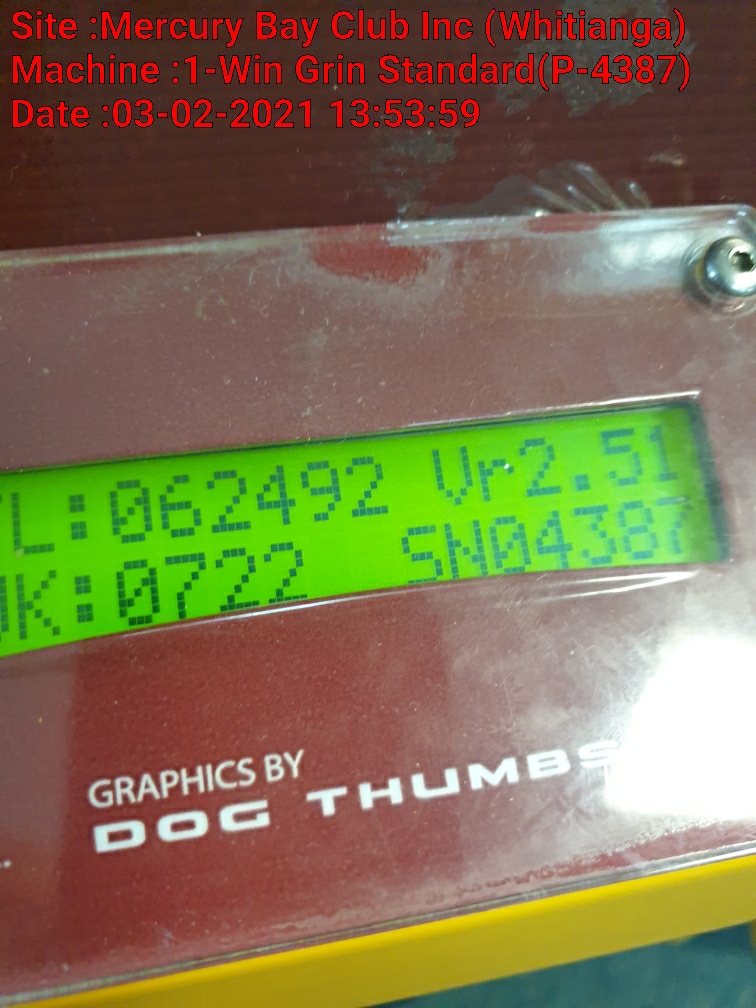 Site :Mercury Bay Club Inc (Whitianga)
Machine :1-Win Grin Standard(P-4387)
Date :03-02-2021 13:53:59
L:062492 Vr2.51
K:0722 SN04387
GRAPHICS BY
DOG THUMBS